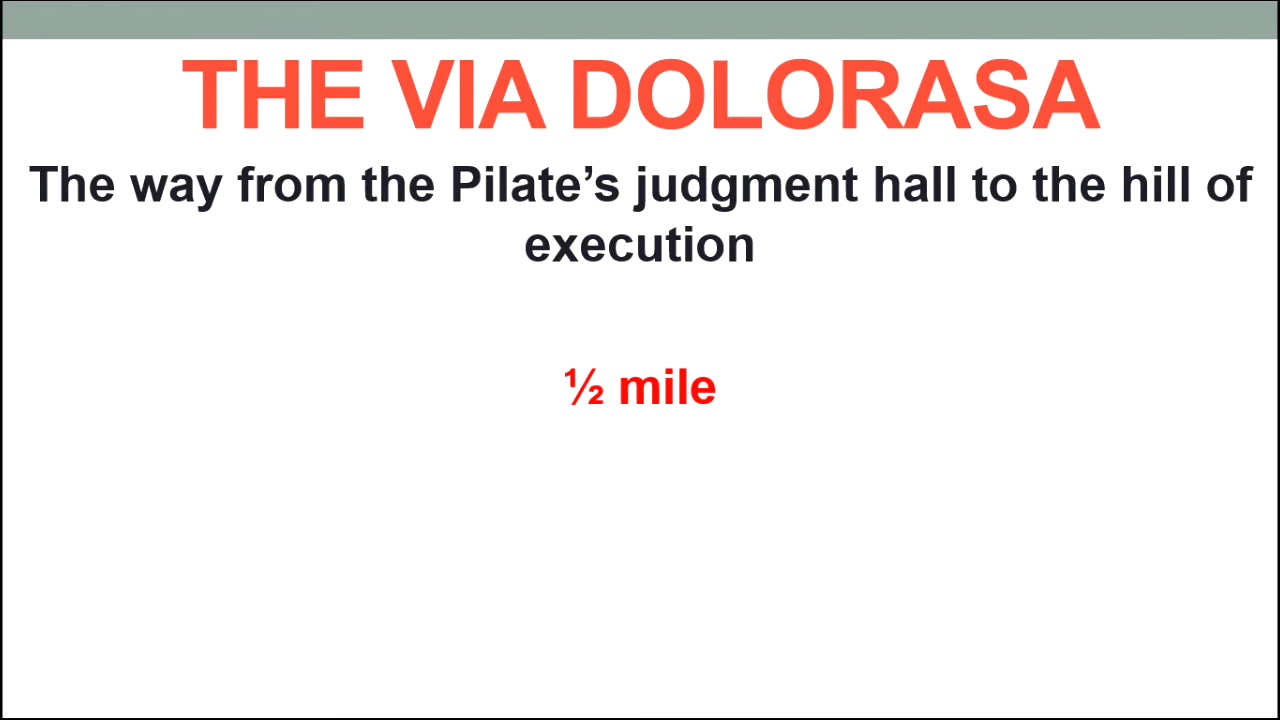 THE VIA DOLORASA
The way from the Pilate’s judgment hall to the hill of
execution
½ mile